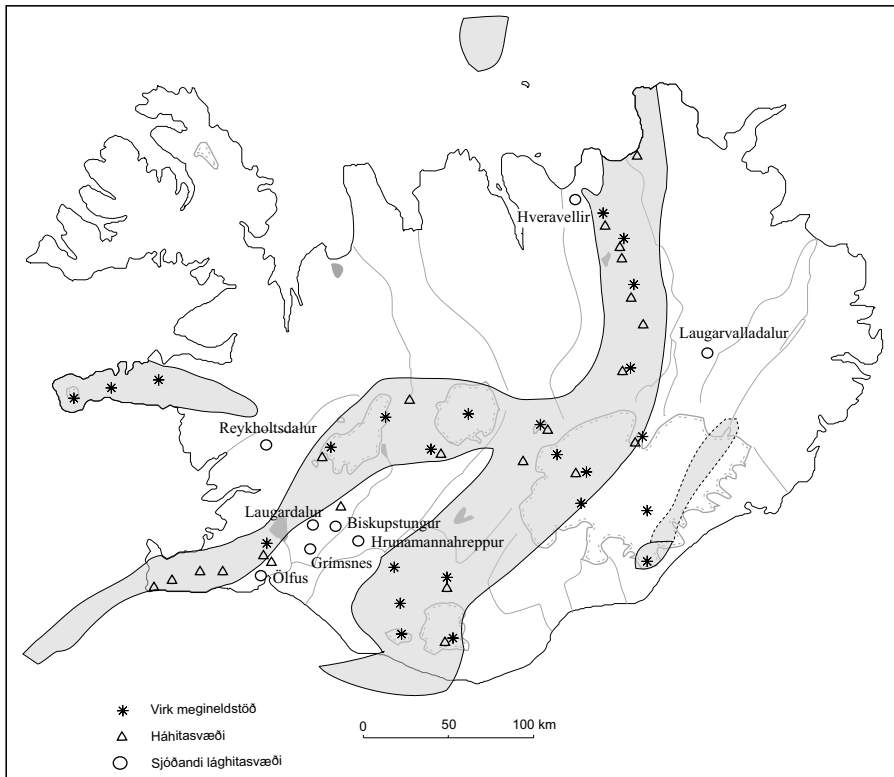 Hveravellir
Laugarvalladalur
Reykholtsdalur
Laugardalur
Biskupstungur
Hrunamannahreppur
Grímsnes
Ölfus
Virk megineldstöð
Háhitasvæði
Sjóðandi lághitasvæði
0 50 100 km